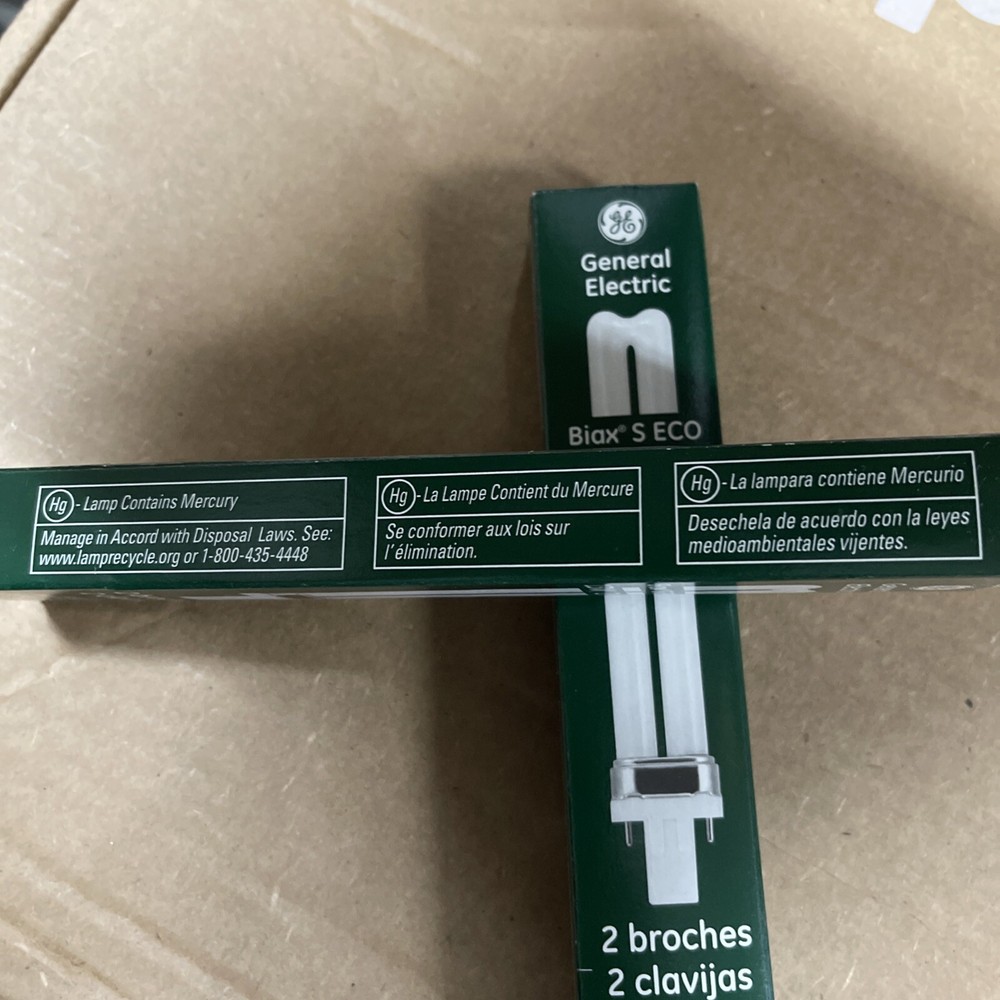 GE
General
Electric
Biax® S ECO
Hg - Lamp Contains Mercury
Manage in Accord with Disposal Laws. See:
www.lamprecycle.org or 1-800-435-4448
Hg - La Lampe Contient du Mercure
Se conformer aux lois sur
l'élimination.
Hg - La lampara contiene Mercurio
Desechela de acuerdo con la leyes
medioambientales vijentes.
2 broches
2 clavijas